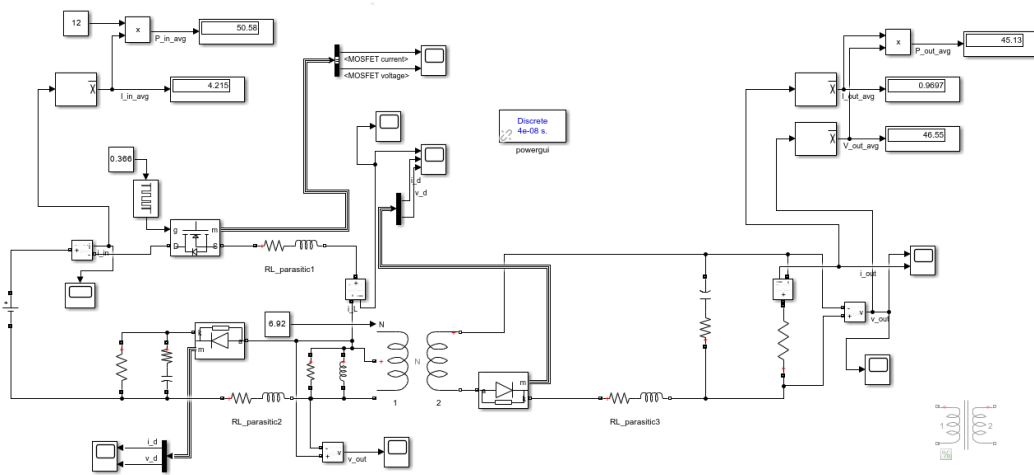 12
x
P_in_avg
50.58
x
I_in_avg
4.215
<MOSFET current>
<MOSFET voltage>
Discrete
4e-08 s.
powergui
x
P_out_avg
45.13
x
I_out_avg
0.9697
x
V_out_avg
46.55
0.366
i_d
v_d
g
m
D
S
i
i_in
RL_parasitic1
i_L
6.92
N
N
1
2
k
m
a
m
a
k
RL_parasitic2
RL_parasitic3
i_out
v
v_out
i_d
v_d
v
v_out
1
2
%